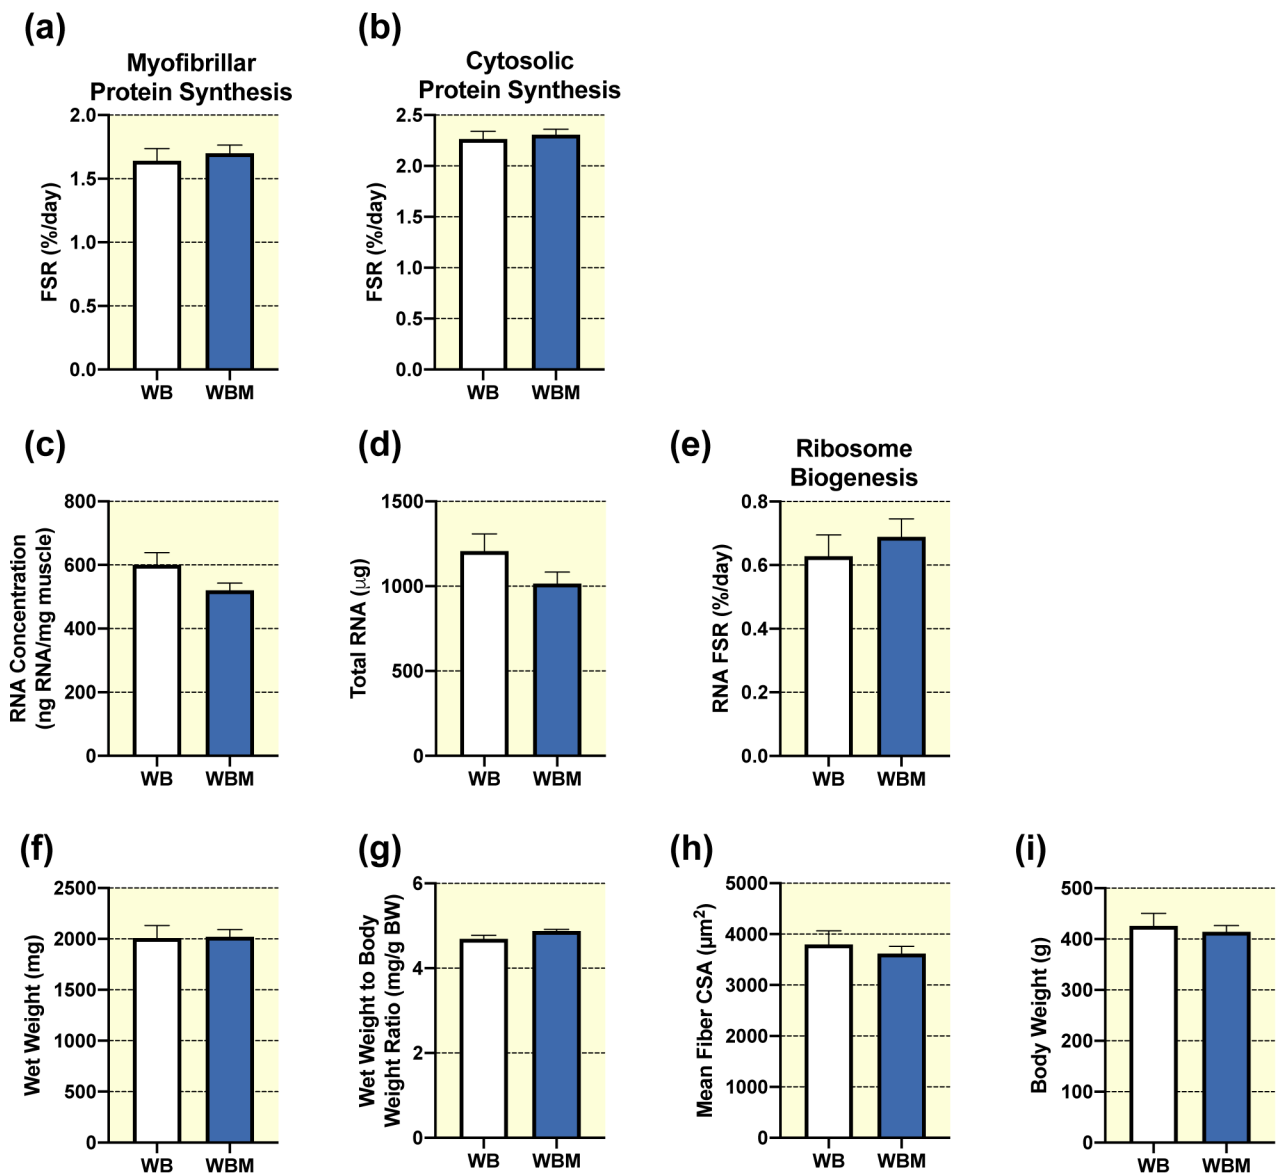 (a)
Myofibrillar
Protein Synthesis
2.0
1.5
1.0
0.5
0.0
FSR (%/day)
WB WBM
(b)
Cytosolic
Protein Synthesis
2.5
2.0
1.5
1.0
0.5
0.0
FSR (%/day)
WB WBM
(c)
800
600
400
200
0
RNA Concentration
(ng RNA/mg muscle)
WB WBM
(d)
1500
1000
500
0
Total RNA (μg)
WB WBM
(e)
Ribosome
Biogenesis
0.8
0.6
0.4
0.2
0.0
RNA FSR (%/day)
WB WBM
(f)
2500
2000
1500
1000
500
0
Wet Weight (mg)
WB WBM
(g)
6
4
2
0
Wet Weight to Body
Weight Ratio (mg/g BW)
WB WBM
(h)
5000
4000
3000
2000
1000
0
Mean Fiber CSA (μm²)
WB WBM
(i)
500
400
300
200
100
0
Body Weight (g)
WB WBM